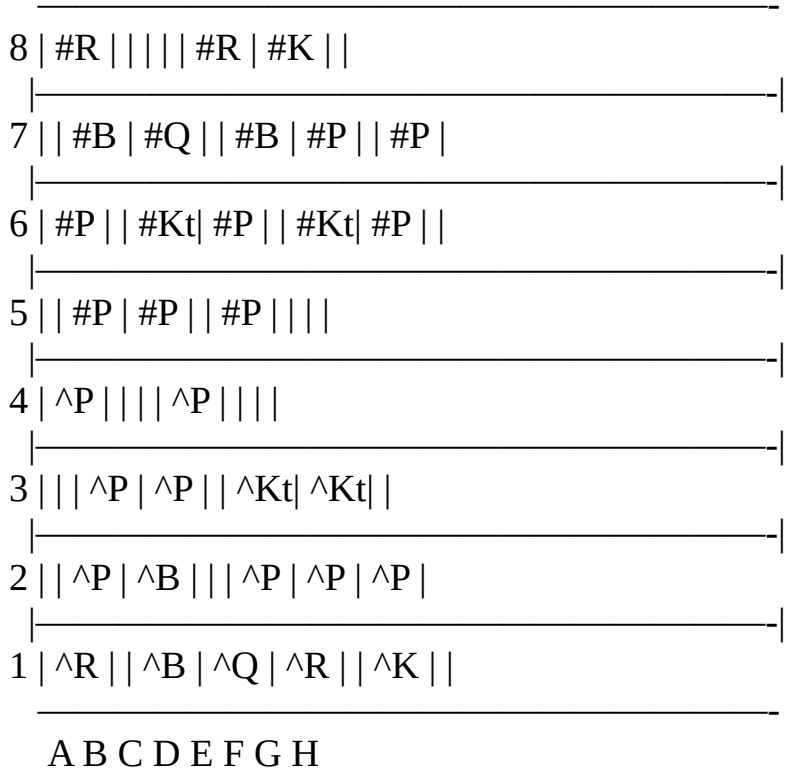 ————————————————————-
8 | #R | | | | | #R | #K | |
|————————————————————-|
7 | | #B | #Q | | #B | #P | | #P |
|————————————————————-|
6 | #P | | #Kt| #P | | #Kt| #P | |
|————————————————————-|
5 | | #P | #P | | #P | | | |
|————————————————————-|
4 | ^P | | | | ^P | | | |
|————————————————————-|
3 | | | ^P | ^P | | ^Kt| ^Kt| |
|————————————————————-|
2 | | ^P | ^B | | | ^P | ^P | ^P |
|————————————————————-|
1 | ^R | | ^B | ^Q | ^R | | ^K | |
————————————————————-
A B C D E F G H